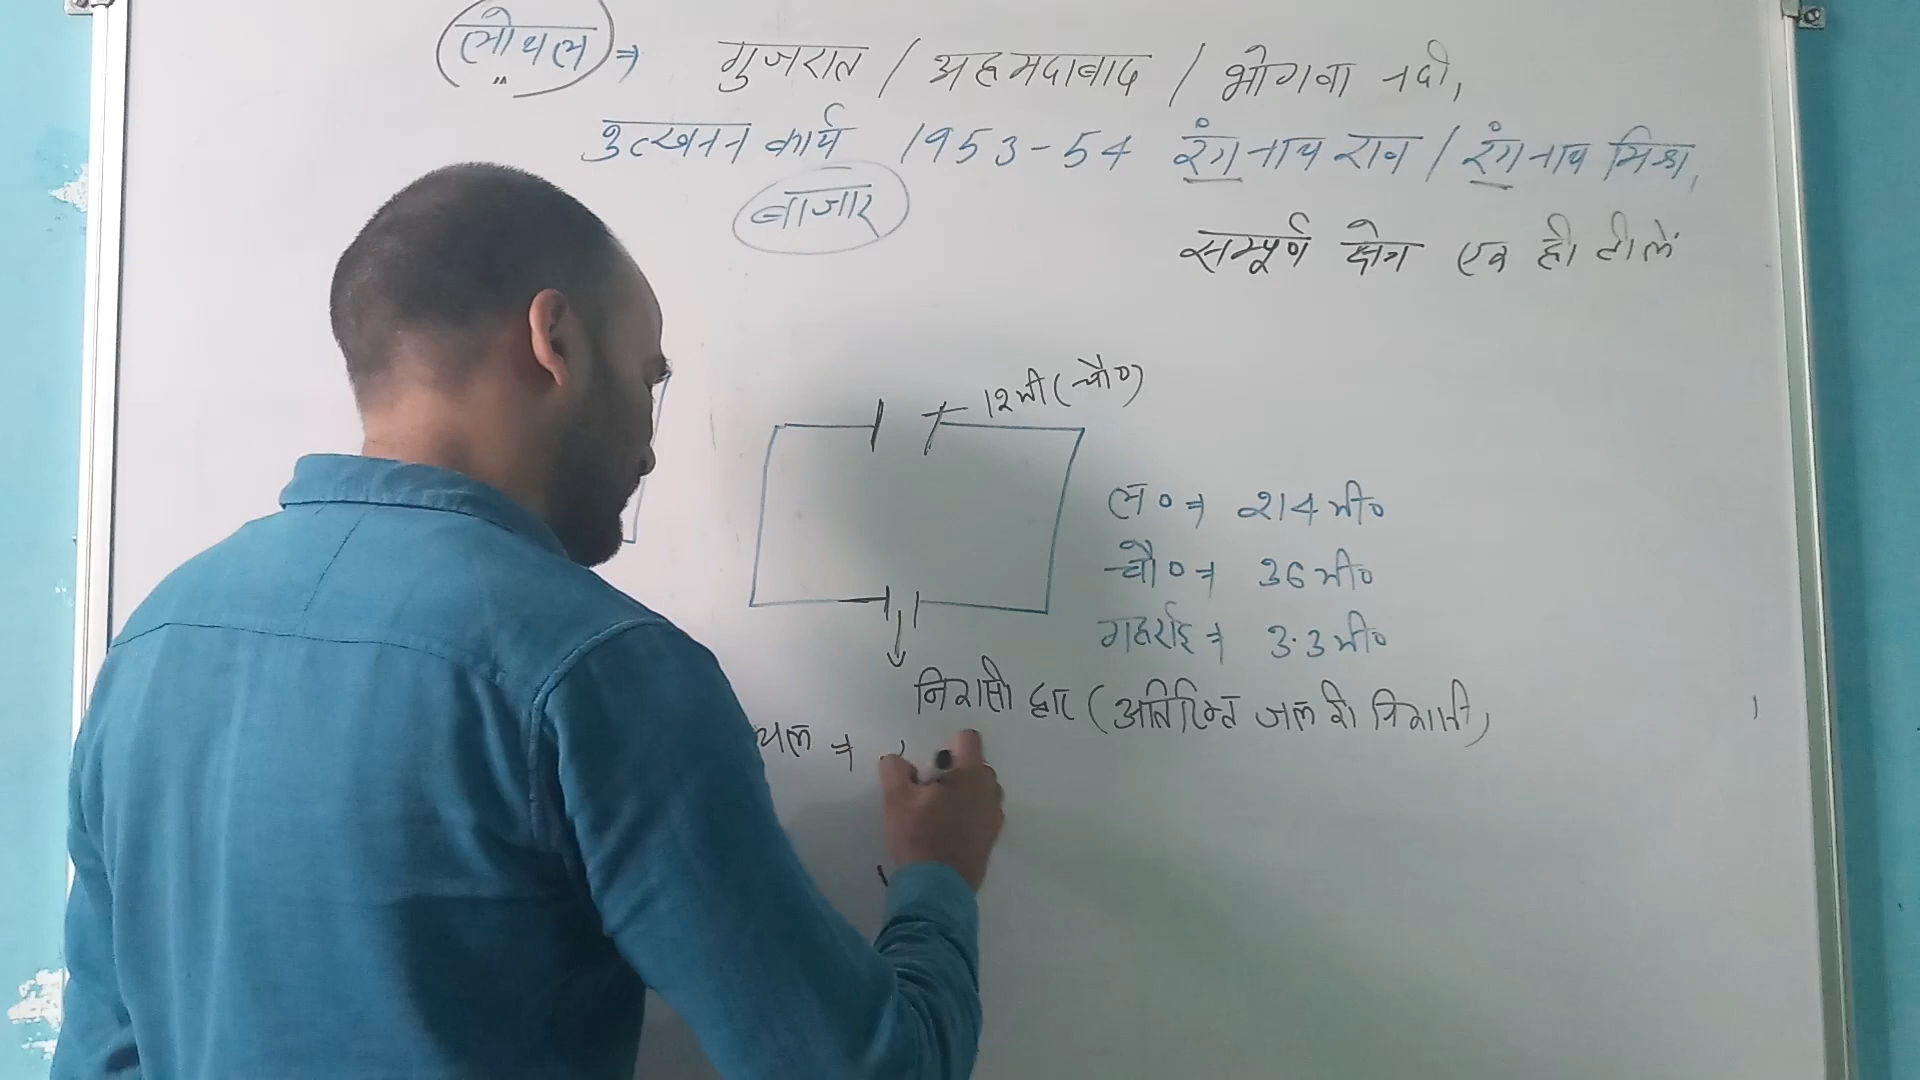 लोथल ⇒ गुजरात / अहमदाबाद / भोगवा नदी,
उत्खनन कार्य 1953-54 रंगनाथ राव / रंगनाथ मिश्रा,
बाजार
सम्पूर्ण क्षेत्र एक ही टीले
12मी (चौ०)
ल० ⇒ 214 मी०
चौ० ⇒ 36 मी०
गहराई ⇒ 3.3 मी०
निकासी द्वार (अतिरिक्त जल की निकासी)
थल ⇒